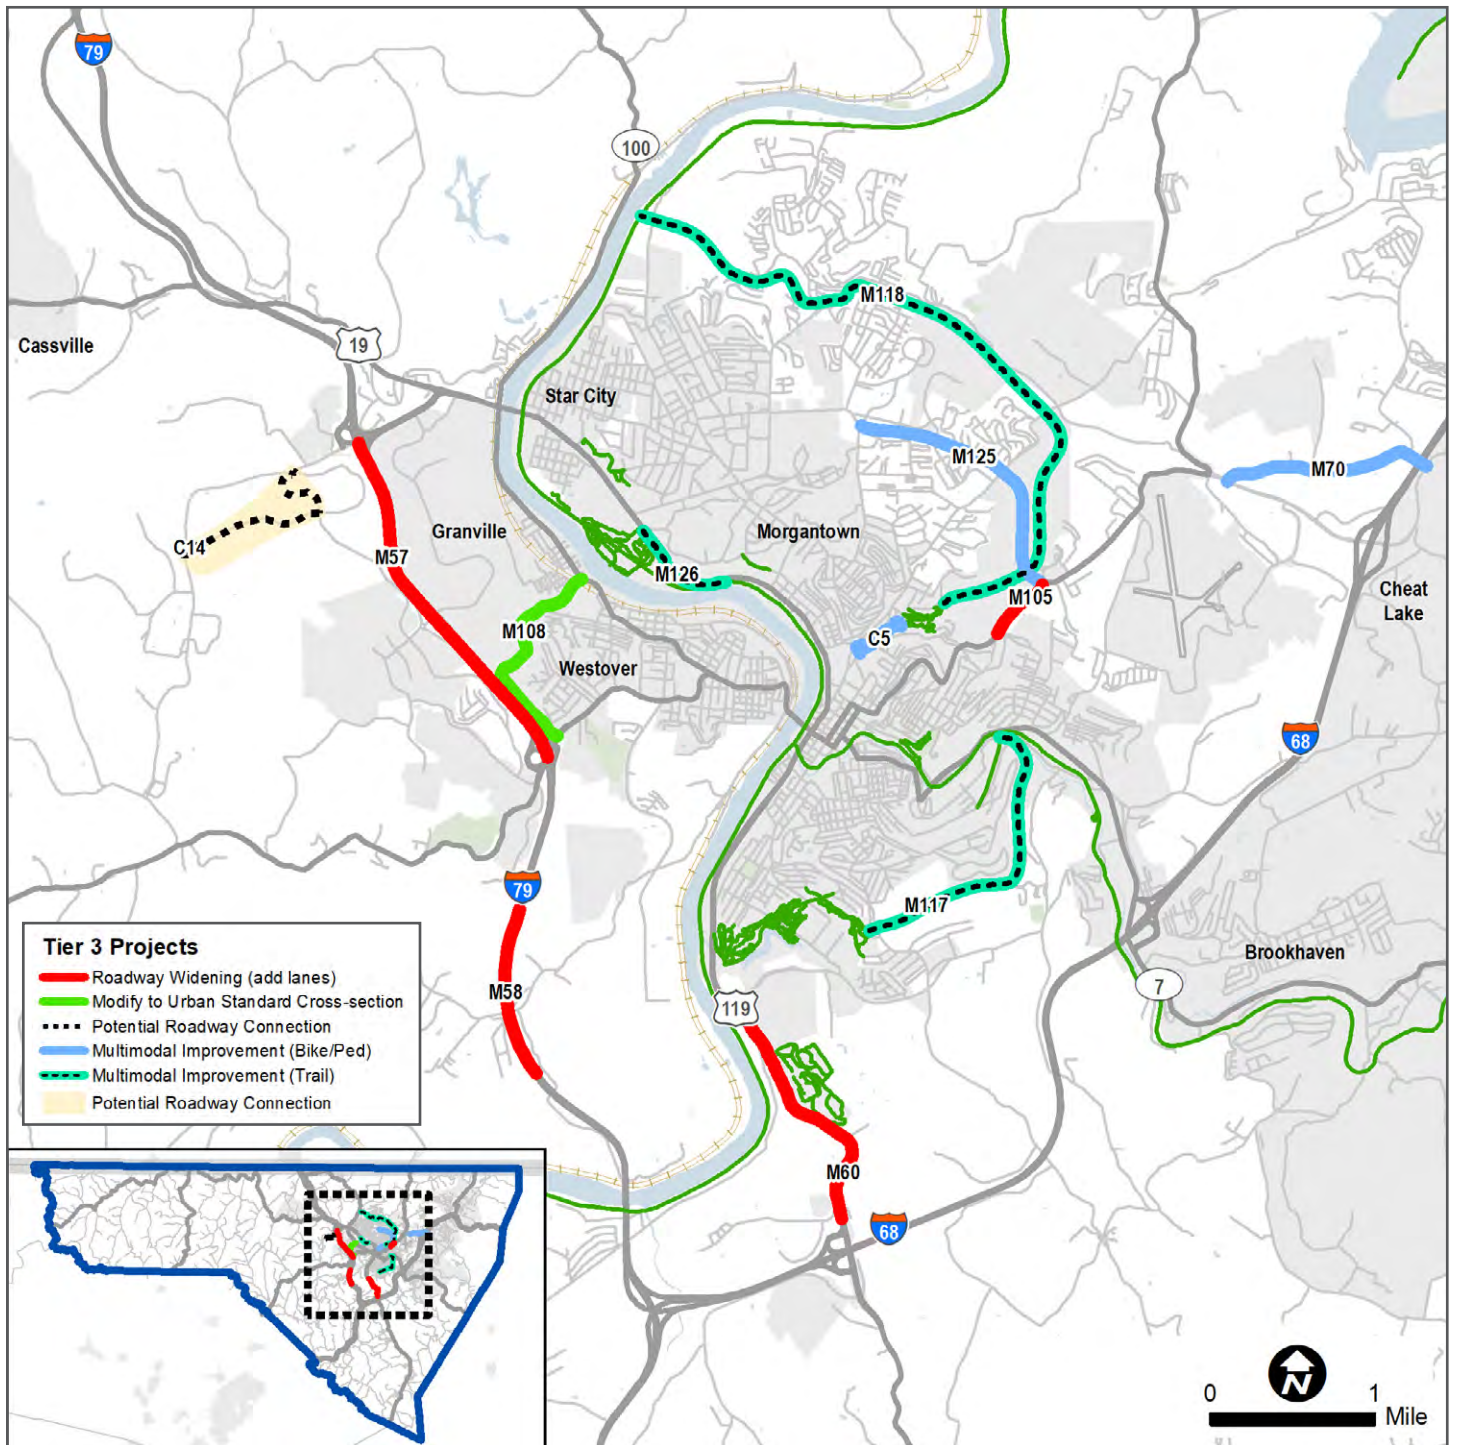 79
100
M118
19
Cassville
Star City
M125
M70
Granville
Morgantown
C14
M57
M126
M105
Cheat
Lake
M108
C5
Westover
68
79
M117
Brookhaven
7
M58
119
Tier 3 Projects
Roadway Widening (add lanes)
Modify to Urban Standard Cross-section
Potential Roadway Connection
Multimodal Improvement (Bike/Ped)
Multimodal Improvement (Trail)
Potential Roadway Connection
M60
68
N
0 1
Mile